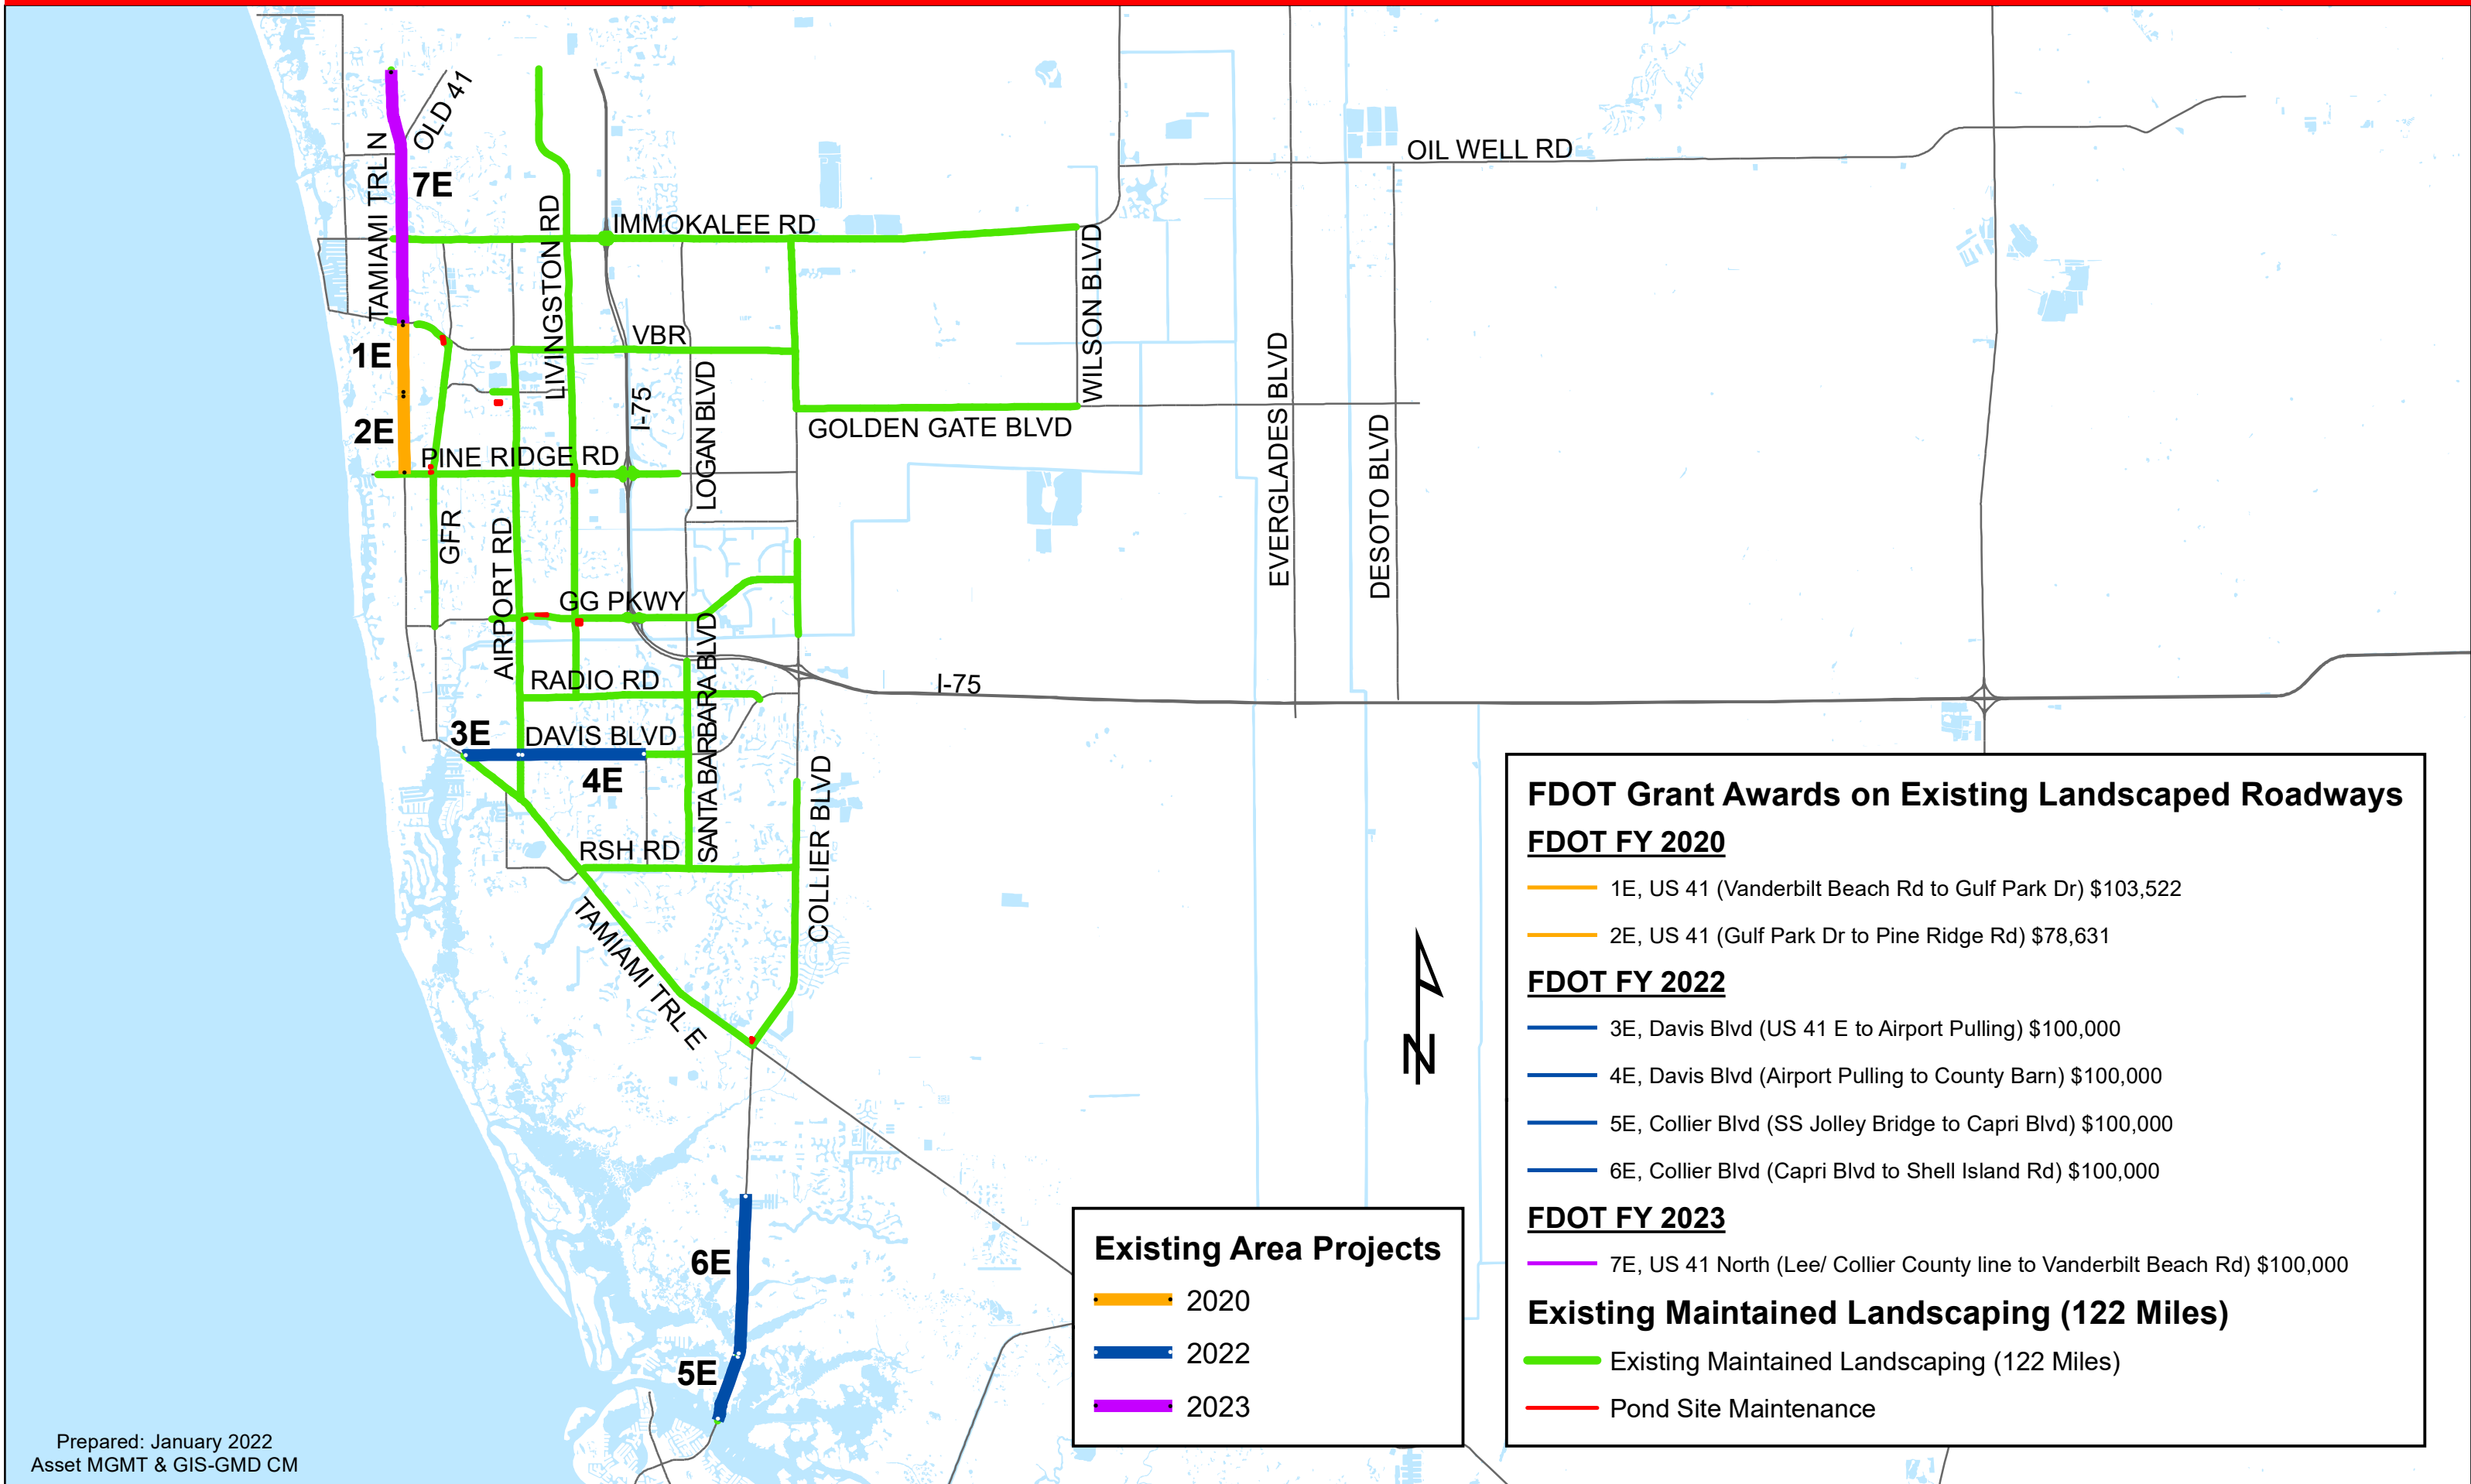 OLD 41
TAMIAMI TRL N
7E
OIL WELL RD
LIVINGSTON RD
IMMOKALEE RD
WILSON BLVD
1E
VBR
2E
I-75
LOGAN BLVD
EVERGLADES BLVD
DESOTO BLVD
GOLDEN GATE BLVD
PINE RIDGE RD
GFR
AIRPORT RD
GG PKWY
SANTA BARBARA BLVD
RADIO RD
I-75
3E
DAVIS BLVD
4E
COLLIER BLVD
RSH RD
TAMIAMI TRL E
N
6E
5E
FDOT Grant Awards on Existing Landscaped Roadways
FDOT FY 2020
1E, US 41 (Vanderbilt Beach Rd to Gulf Park Dr) $103,522
2E, US 41 (Gulf Park Dr to Pine Ridge Rd) $78,631
FDOT FY 2022
3E, Davis Blvd (US 41 E to Airport Pulling) $100,000
4E, Davis Blvd (Airport Pulling to County Barn) $100,000
5E, Collier Blvd (SS Jolley Bridge to Capri Blvd) $100,000
6E, Collier Blvd (Capri Blvd to Shell Island Rd) $100,000
FDOT FY 2023
7E, US 41 North (Lee/ Collier County line to Vanderbilt Beach Rd) $100,000
Existing Maintained Landscaping (122 Miles)
Existing Maintained Landscaping (122 Miles)
Pond Site Maintenance
Existing Area Projects
2020
2022
2023
Prepared: January 2022
Asset MGMT & GIS-GMD CM